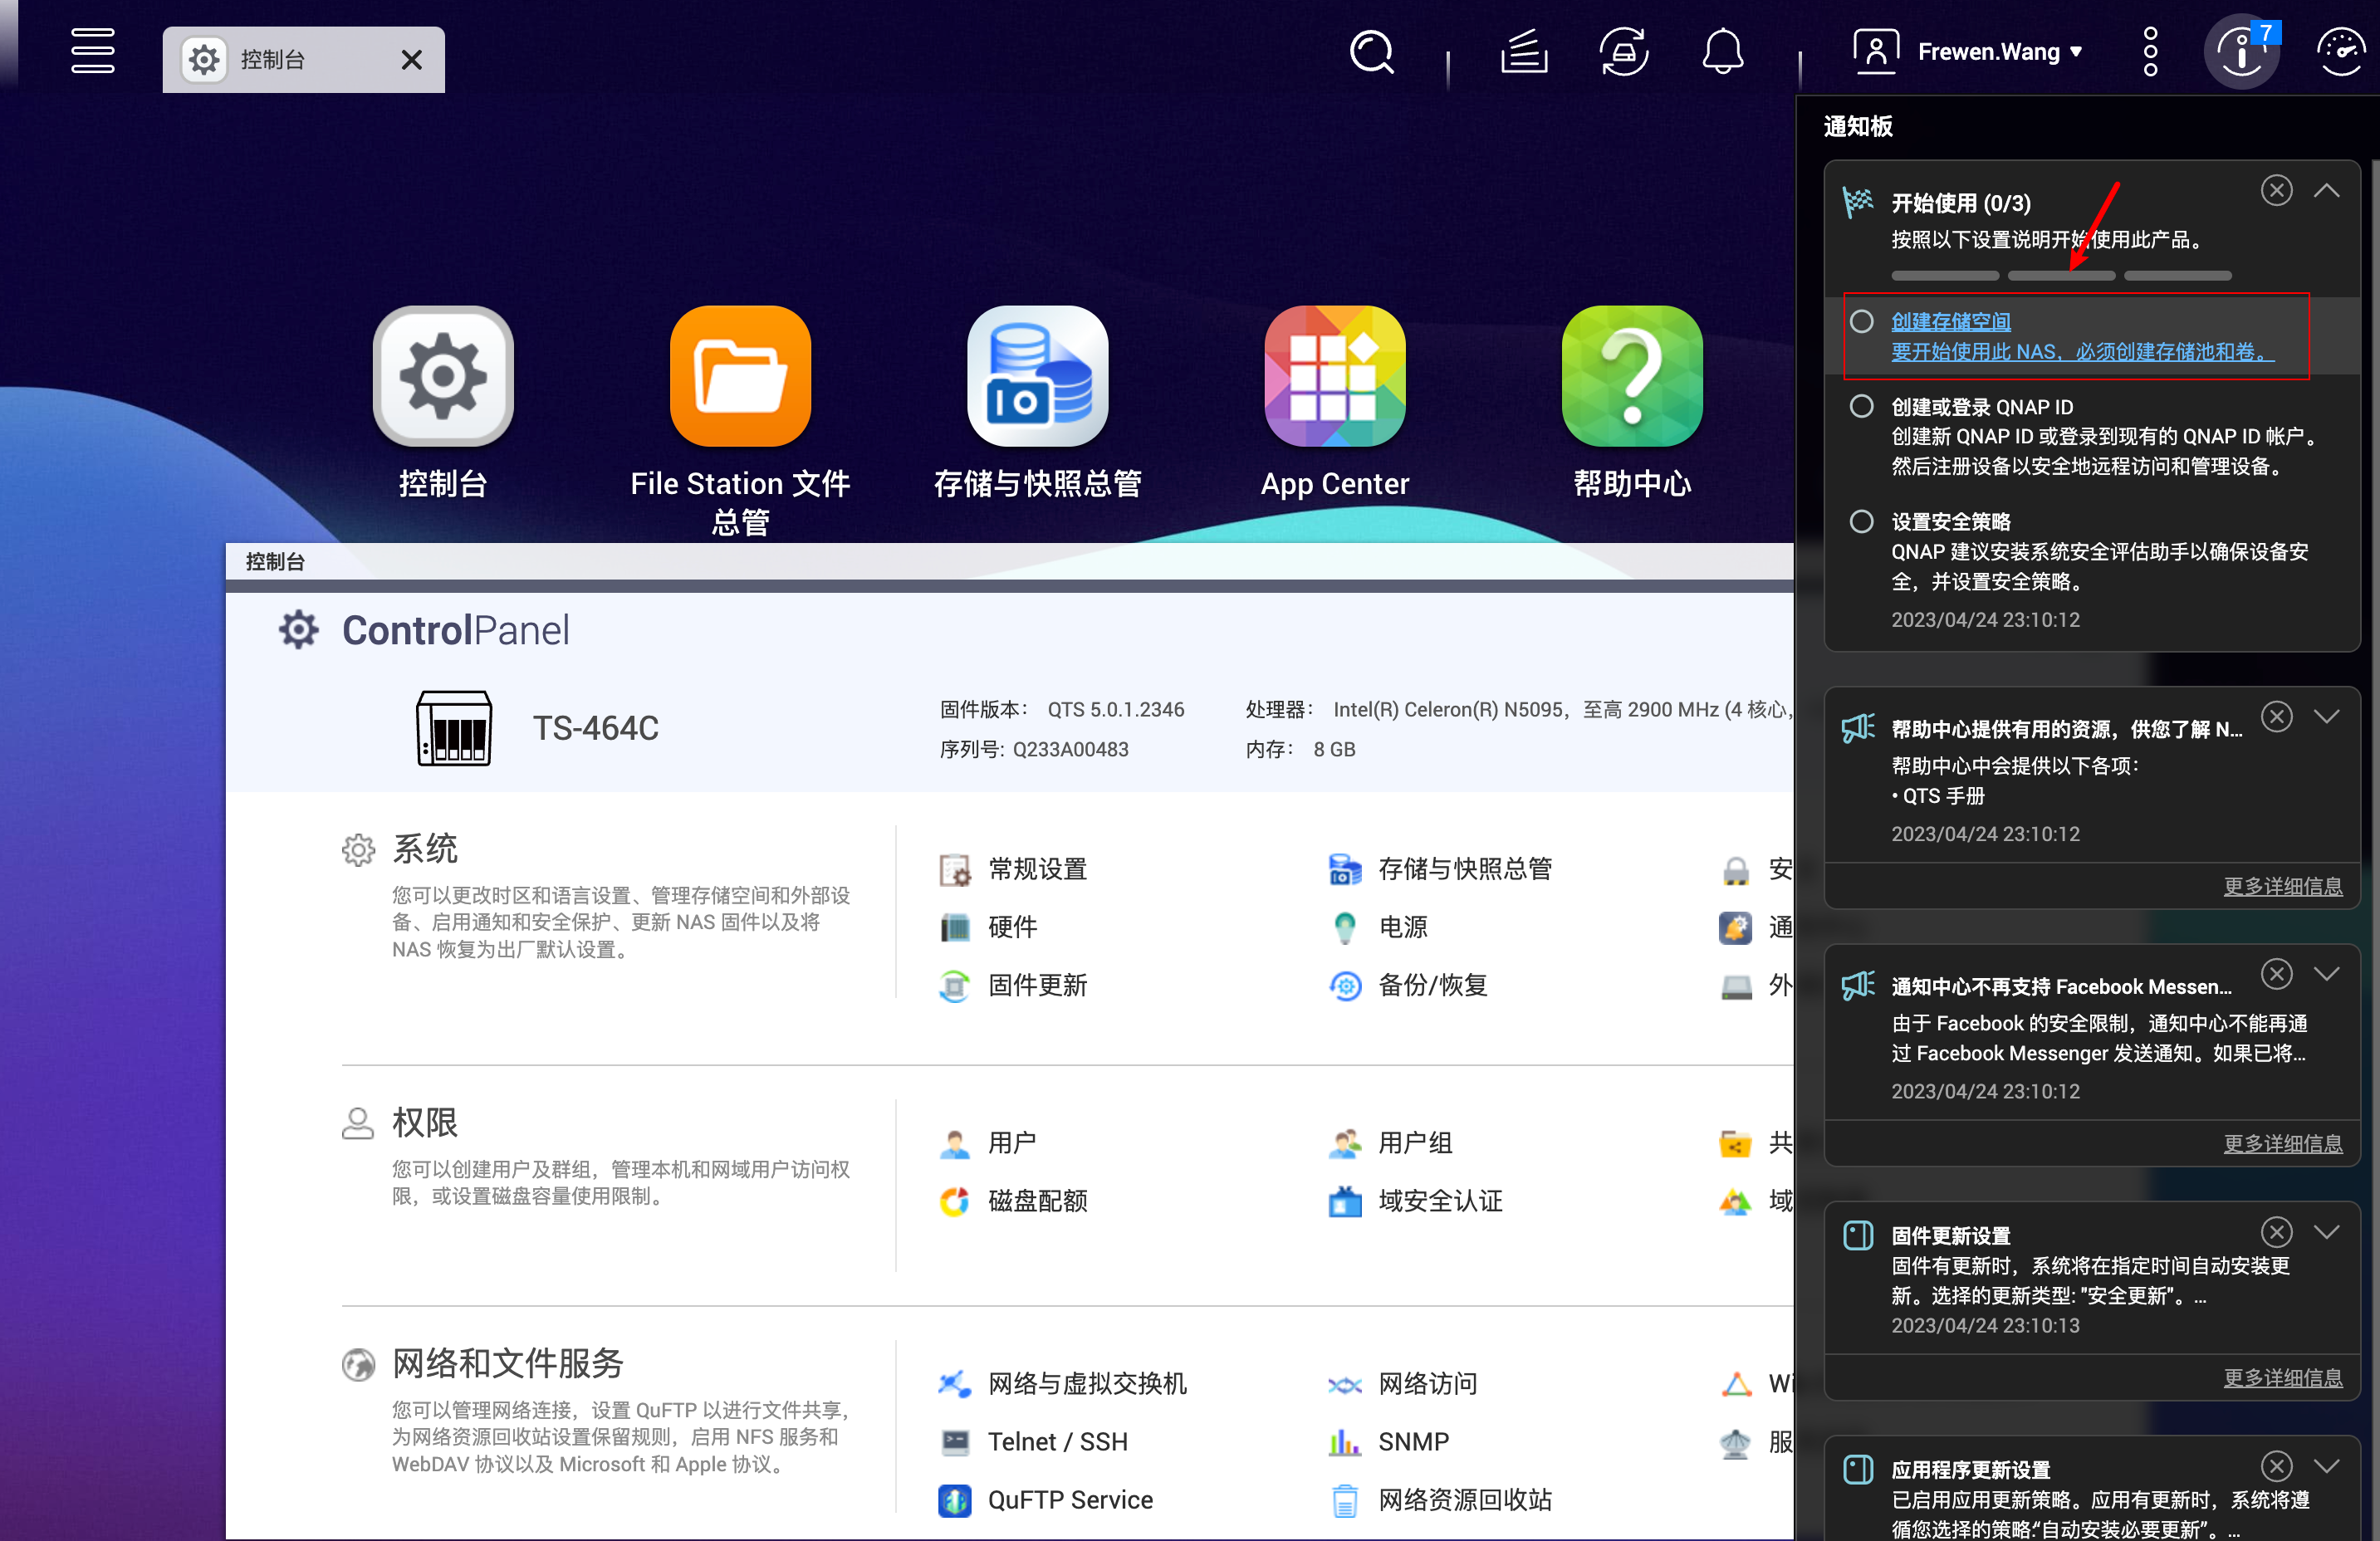 控制台
Frewen.Wang
7
控制台
File Station 文件
总管
存储与快照总管
App Center
帮助中心
控制台
ControlPanel
TS-464C
固件版本： QTS 5.0.1.2346
处理器： Intel(R) Celeron(R) N5095，至高 2900 MHz (4 核心,
序列号: Q233A00483
内存： 8 GB
系统
您可以更改时区和语言设置、管理存储空间和外部设
备、启用通知和安全保护、更新 NAS 固件以及将
NAS 恢复为出厂默认设置。
常规设置
存储与快照总管
安
硬件
电源
通
固件更新
备份/恢复
外
权限
您可以创建用户及群组，管理本机和网域用户访问权
限，或设置磁盘容量使用限制。
用户
用户组
共
磁盘配额
域安全认证
域
网络和文件服务
您可以管理网络连接，设置 QuFTP 以进行文件共享，
为网络资源回收站设置保留规则，启用 NFS 服务和
WebDAV 协议以及 Microsoft 和 Apple 协议。
网络与虚拟交换机
网络访问
Wi
Telnet / SSH
SNMP
服
QuFTP Service
网络资源回收站
通知板
开始使用 (0/3)
按照以下设置说明开始使用此产品。
创建存储空间
要开始使用此 NAS，必须创建存储池和卷。
创建或登录 QNAP ID
创建新 QNAP ID 或登录到现有的 QNAP ID 帐户。
然后注册设备以安全地远程访问和管理设备。
设置安全策略
QNAP 建议安装系统安全评估助手以确保设备安
全，并设置安全策略。
2023/04/24 23:10:12
帮助中心提供有用的资源，供您了解 N...
帮助中心中会提供以下各项：
• QTS 手册
2023/04/24 23:10:12
更多详细信息
通知中心不再支持 Facebook Messen...
由于 Facebook 的安全限制，通知中心不能再通
过 Facebook Messenger 发送通知。如果已将...
2023/04/24 23:10:12
更多详细信息
固件更新设置
固件有更新时，系统将在指定时间自动安装更
新。选择的更新类型: "安全更新"。...
2023/04/24 23:10:13
更多详细信息
应用程序更新设置
已启用应用更新策略。应用有更新时，系统将遵
循您选择的策略:“自动安装必要更新”。...